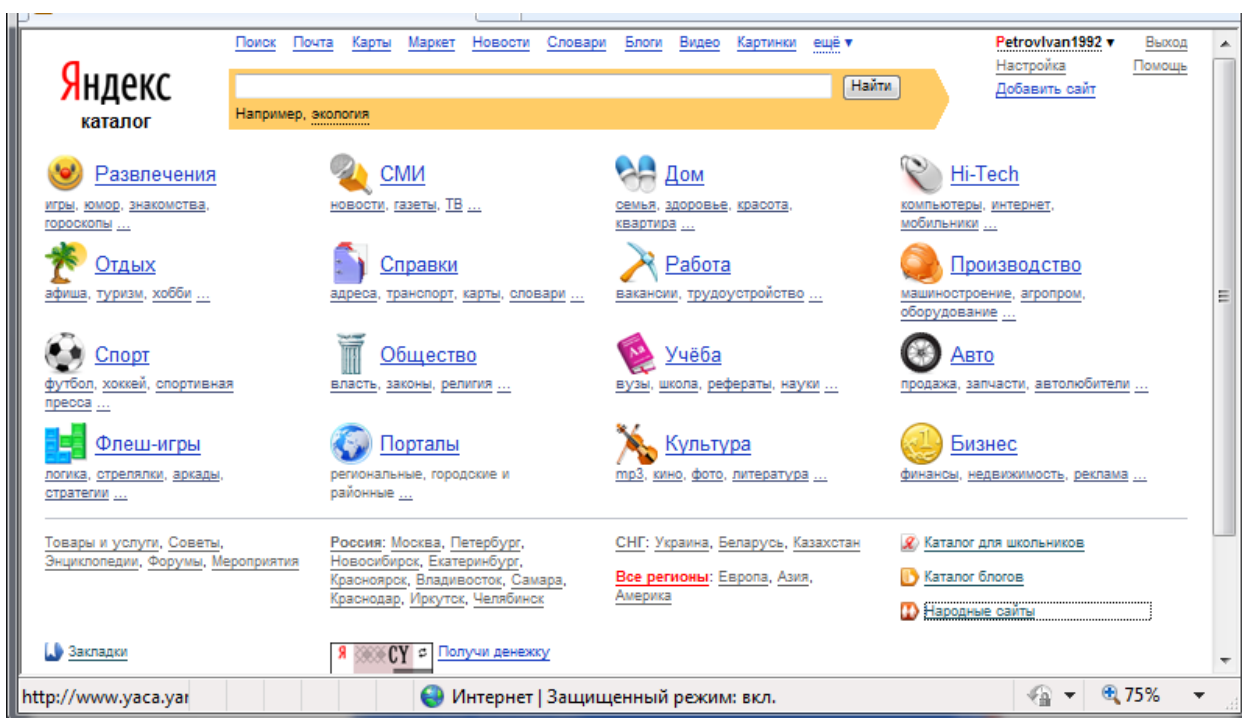 Поиск Почта Карты Маркет Новости Словари Блоги Видео Картинки ещё ▼
PetrovIvan1992 ▼ Выход
Настройка Помощь
Добавить сайт
Яндекс
каталог
Найти
Например, экология
Развлечения
игры, юмор, знакомства,
гороскопы ...
СМИ
новости, газеты, ТВ ...
Дом
семья, здоровье, красота,
квартира ...
Hi-Tech
компьютеры, интернет,
мобильники ...
Отдых
афиша, туризм, хобби ...
Справки
адреса, транспорт, карты, словари ...
Работа
вакансии, трудоустройство ...
Производство
машиностроение, агропром,
оборудование ...
Спорт
футбол, хоккей, спортивная
пресса ...
Общество
власть, законы, религия ...
Учёба
вузы, школа, рефераты, науки ...
Авто
продажа, запчасти, автолюбители ...
Флеш-игры
логика, стрелялки, аркады,
стратегии ...
Порталы
региональные, городские и
районные ...
Культура
mp3, кино, фото, литература ...
Бизнес
финансы, недвижимость, реклама ...
Товары и услуги, Советы,
Энциклопедии, Форумы, Мероприятия
Россия: Москва, Петербург,
Новосибирск, Екатеринбург,
Красноярск, Владивосток, Самара,
Краснодар, Иркутск, Челябинск
СНГ: Украина, Беларусь, Казахстан
Все регионы: Европа, Азия,
Америка
Каталог для школьников
Каталог блогов
Народные сайты
Закладки
Я CY
Получи денежку
http://www.yaca.yan
Интернет | Защищенный режим: вкл.
75%